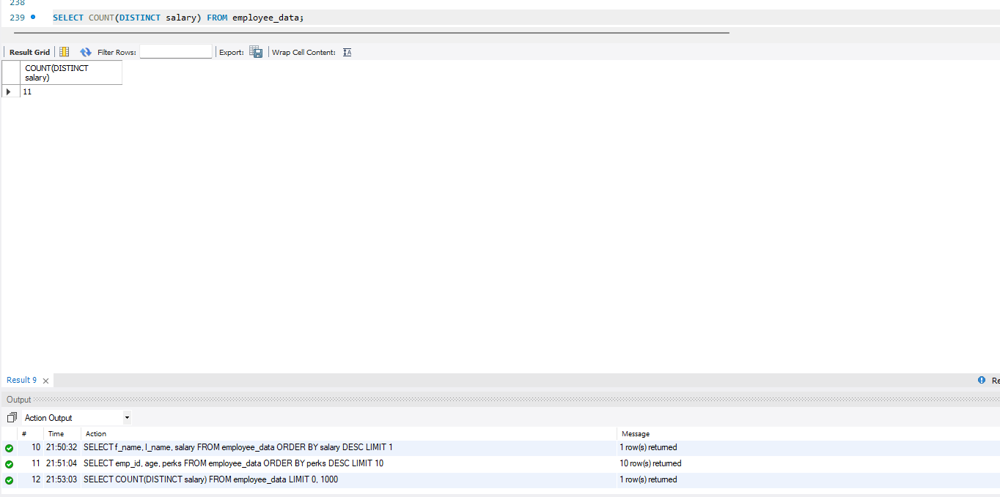 238
239 SELECT COUNT(DISTINCT salary) FROM employee_data;
Result Grid Filter Rows: Export: Wrap Cell Content: IA
COUNT(DISTINCT
salary)
11
Result 9
Output
Action Output
# Time Action Message
10 21:50:32 SELECT f_name, l_name, salary FROM employee_data ORDER BY salary DESC LIMIT 1 1 row(s) returned
11 21:51:04 SELECT emp_id, age, perks FROM employee_data ORDER BY perks DESC LIMIT 10 10 row(s) returned
12 21:53:03 SELECT COUNT(DISTINCT salary) FROM employee_data LIMIT 0, 1000 1 row(s) returned